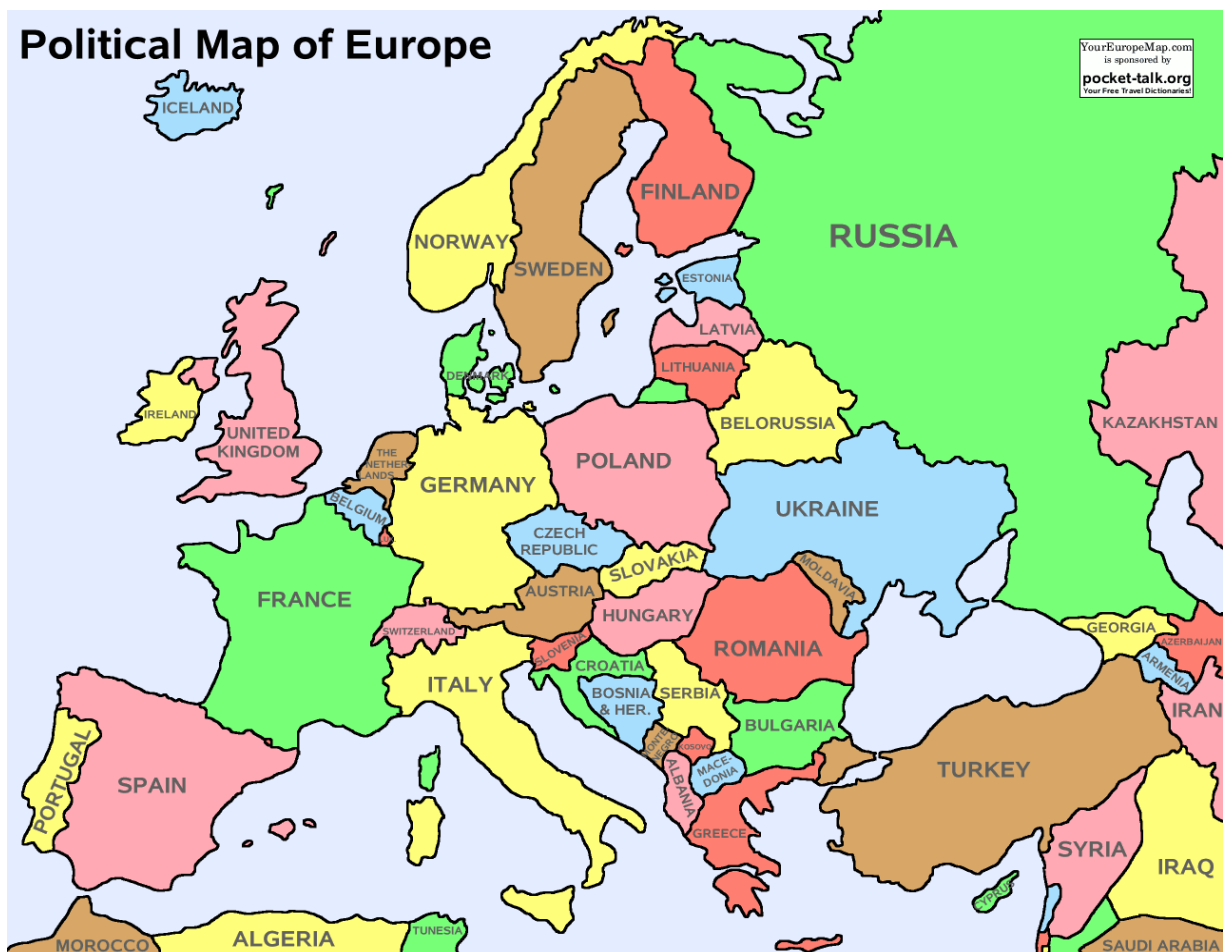 Political Map of Europe
YourEuropeMap.com
is sponsored by
pocket-talk.org
Your Free Travel Dictionaries!
ICELAND
FINLAND
RUSSIA
NORWAY
SWEDEN
ESTONIA
LATVIA
LITHUANIA
DENMARK
IRELAND
UNITED
KINGDOM
BELORUSSIA
KAZAKHSTAN
THE
NETHER
LANDS
POLAND
GERMANY
BELGIUM
UKRAINE
CZECH
REPUBLIC
SLOVAKIA
MOLDAVIA
FRANCE
AUSTRIA
HUNGARY
SWITZERLAND
SLOVENIA
ROMANIA
GEORGIA
AZERBAIJAN
ARMENIA
CROATIA
ITALY
BOSNIA
& HER.
SERBIA
IRAN
BULGARIA
MONTE
NEGRO
KOSOVO
PORTUGAL
SPAIN
ALBANIA
MACE-
DONIA
TURKEY
GREECE
SYRIA
IRAQ
CYPRUS
MOROCCO
ALGERIA
TUNESIA
SAUDI ARABIA